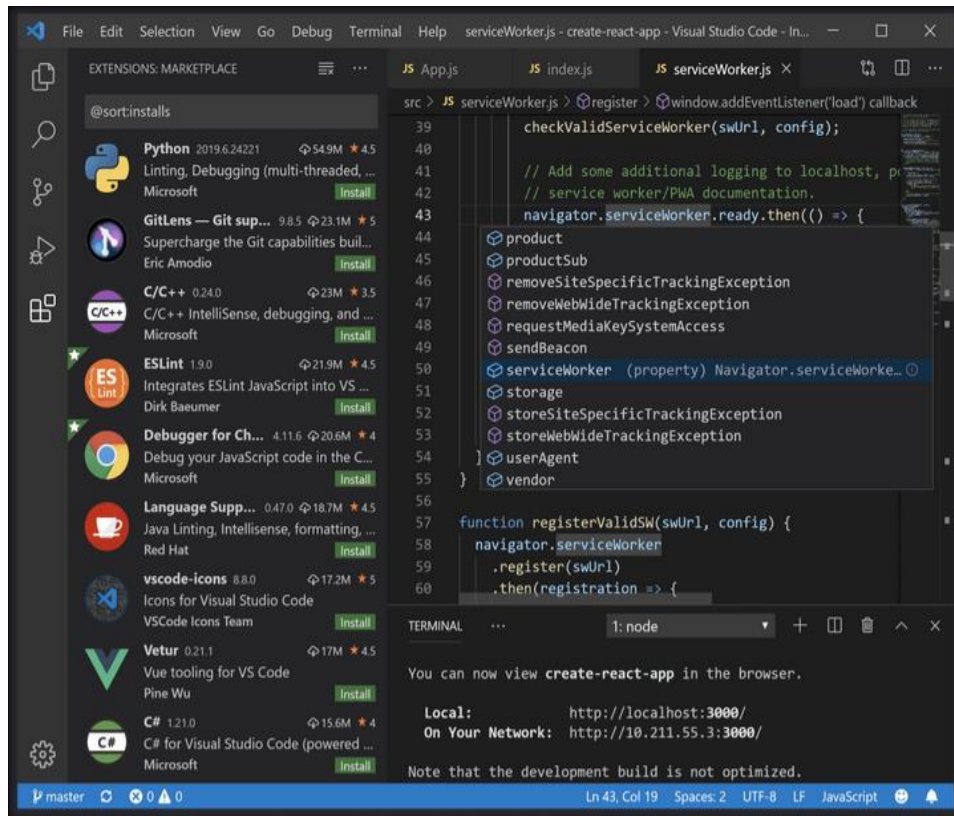 File Edit Selection View Go Debug Terminal Help serviceWorker.js - create-react-app - Visual Studio Code - In...
EXTENSIONS: MARKETPLACE
@sort:installs
Python 2019.6.24221 54.9M ★ 4.5
Linting, Debugging (multi-threaded, ...
Microsoft Install
GitLens — Git sup... 9.8.5 23.1M ★ 5
Supercharge the Git capabilities buil...
Eric Amodio Install
C/C++
C/C++ 0.24.0 23M ★ 3.5
C/C++ IntelliSense, debugging, and ...
Microsoft Install
ES Lint
ESLint 1.9.0 21.9M ★ 4.5
Integrates ESLint JavaScript into VS ...
Dirk Baeumer Install
Debugger for Ch... 4.11.6 20.6M ★ 4
Debug your JavaScript code in the C...
Microsoft Install
Language Supp... 0.47.0 18.7M ★ 4.5
Java Linting, Intellisense, formatting, ...
Red Hat Install
vscode-icons 8.8.0 17.2M ★ 5
Icons for Visual Studio Code
VSCode Icons Team Install
Vetur 0.21.1 17M ★ 4.5
Vue tooling for VS Code
Pine Wu Install
C#
C# 1.21.0 15.6M ★ 4
C# for Visual Studio Code (powered ...
Microsoft Install
JS App.js JS index.js JS serviceWorker.js
src > JS serviceWorker.js > register > window.addEventListener('load') callback
39 checkValidServiceWorker(swUrl, config);
40
41 // Add some additional logging to localhost, po
42 // service worker/PWA documentation.
43 navigator.serviceWorker.ready.then(() => {
44 product
45 productSub
46 removeSiteSpecificTrackingException
47 removeWebWideTrackingException
48 requestMediaKeySystemAccess
49 sendBeacon
50 serviceWorker (property) Navigator.serviceWorke...
51 storage
52 storeSiteSpecificTrackingException
53 storeWebWideTrackingException
54 } userAgent
55 } vendor
56
57 function registerValidSW(swUrl, config) {
58 navigator.serviceWorker
59 .register(swUrl)
60 .then(registration => {
TERMINAL ... 1: node
You can now view create-react-app in the browser.
Local: http://localhost:3000/
On Your Network: http://10.211.55.3:3000/
Note that the development build is not optimized.
master 0 0 Ln 43, Col 19 Spaces: 2 UTF-8 LF JavaScript